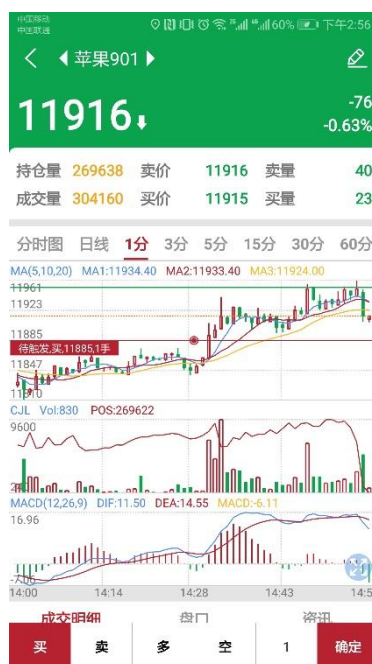 中国移动
中国联通
60% 下午2:56
苹果901
11916↓
-76
-0.63%
持仓量 269638 卖价 11916 卖量 40
成交量 304160 买价 11915 买量 23
分时图 日线 1分 3分 5分 15分 30分 60分
MA(5,10,20) MA1:11934.40 MA2:11933.40 MA3:11924.00
11961
11923
11885
待触发,买,11885,1手
11847
11810
CJL Vol:830 POS:269622
9600
MACD(12,26,9) DIF:11.50 DEA:14.55 MACD:-6.11
16.96
14:00 14:14 14:28 14:43 14:5
成交明细 盘口 资讯
买 卖 多 空 1 确定